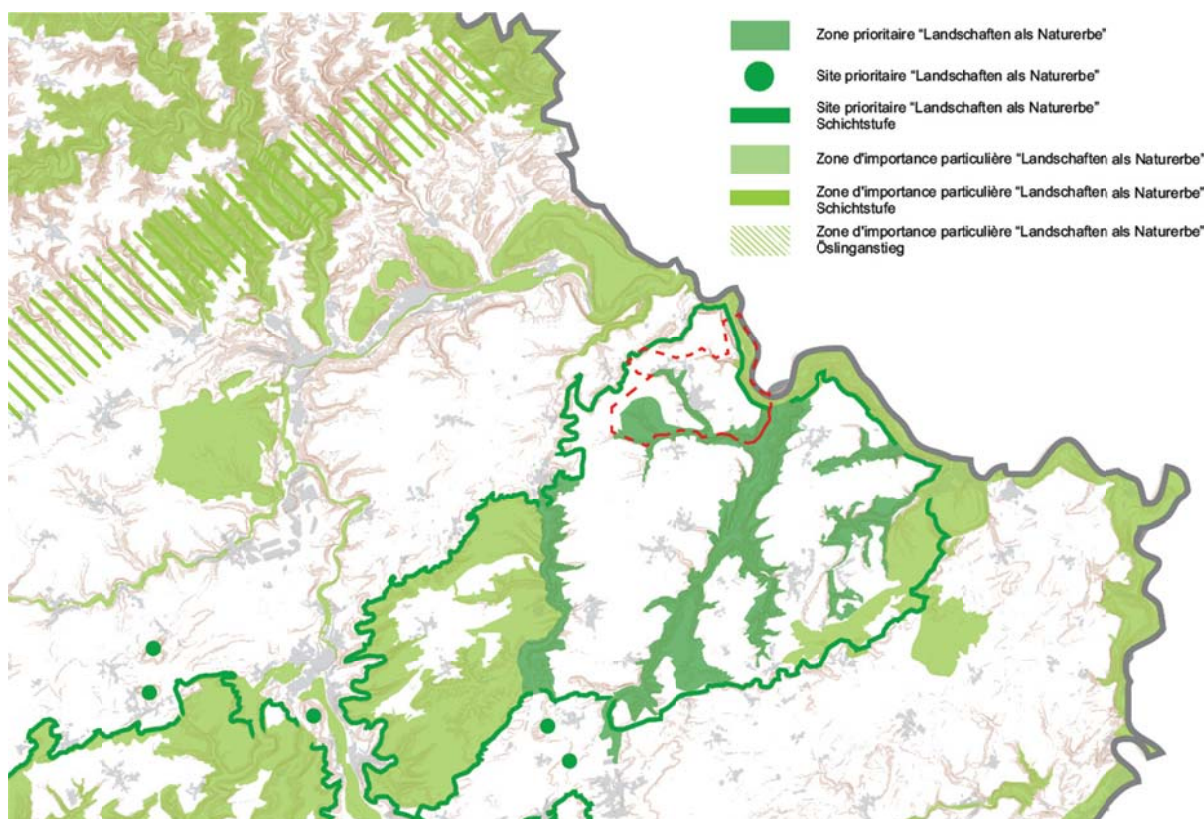 Zone prioritaire "Landschaften als Naturerbe"
Site prioritaire "Landschaften als Naturerbe"
Site prioritaire "Landschaften als Naturerbe"
Schichtstufe
Zone d'importance particulière "Landschaften als Naturerbe"
Zone d'importance particulière "Landschaften als Naturerbe"
Schichtstufe
Zone d'importance particulière "Landschaften als Naturerbe"
Öslinganstieg